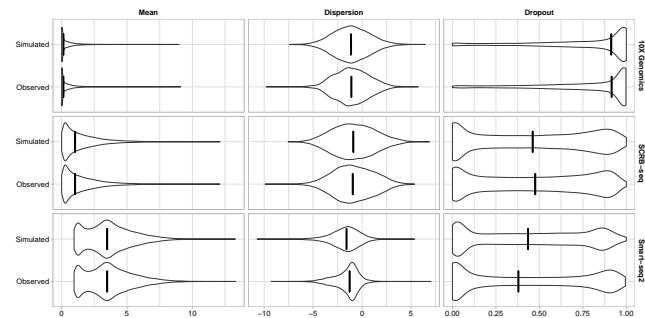 Mean
Dispersion
Dropout
Simulated
Observed
10X Genomics
Simulated
Observed
SCRB−seq
Simulated
Observed
Smart−seq2
0
5
10
−10
−5
0
5
0.00
0.25
0.50
0.75
1.00